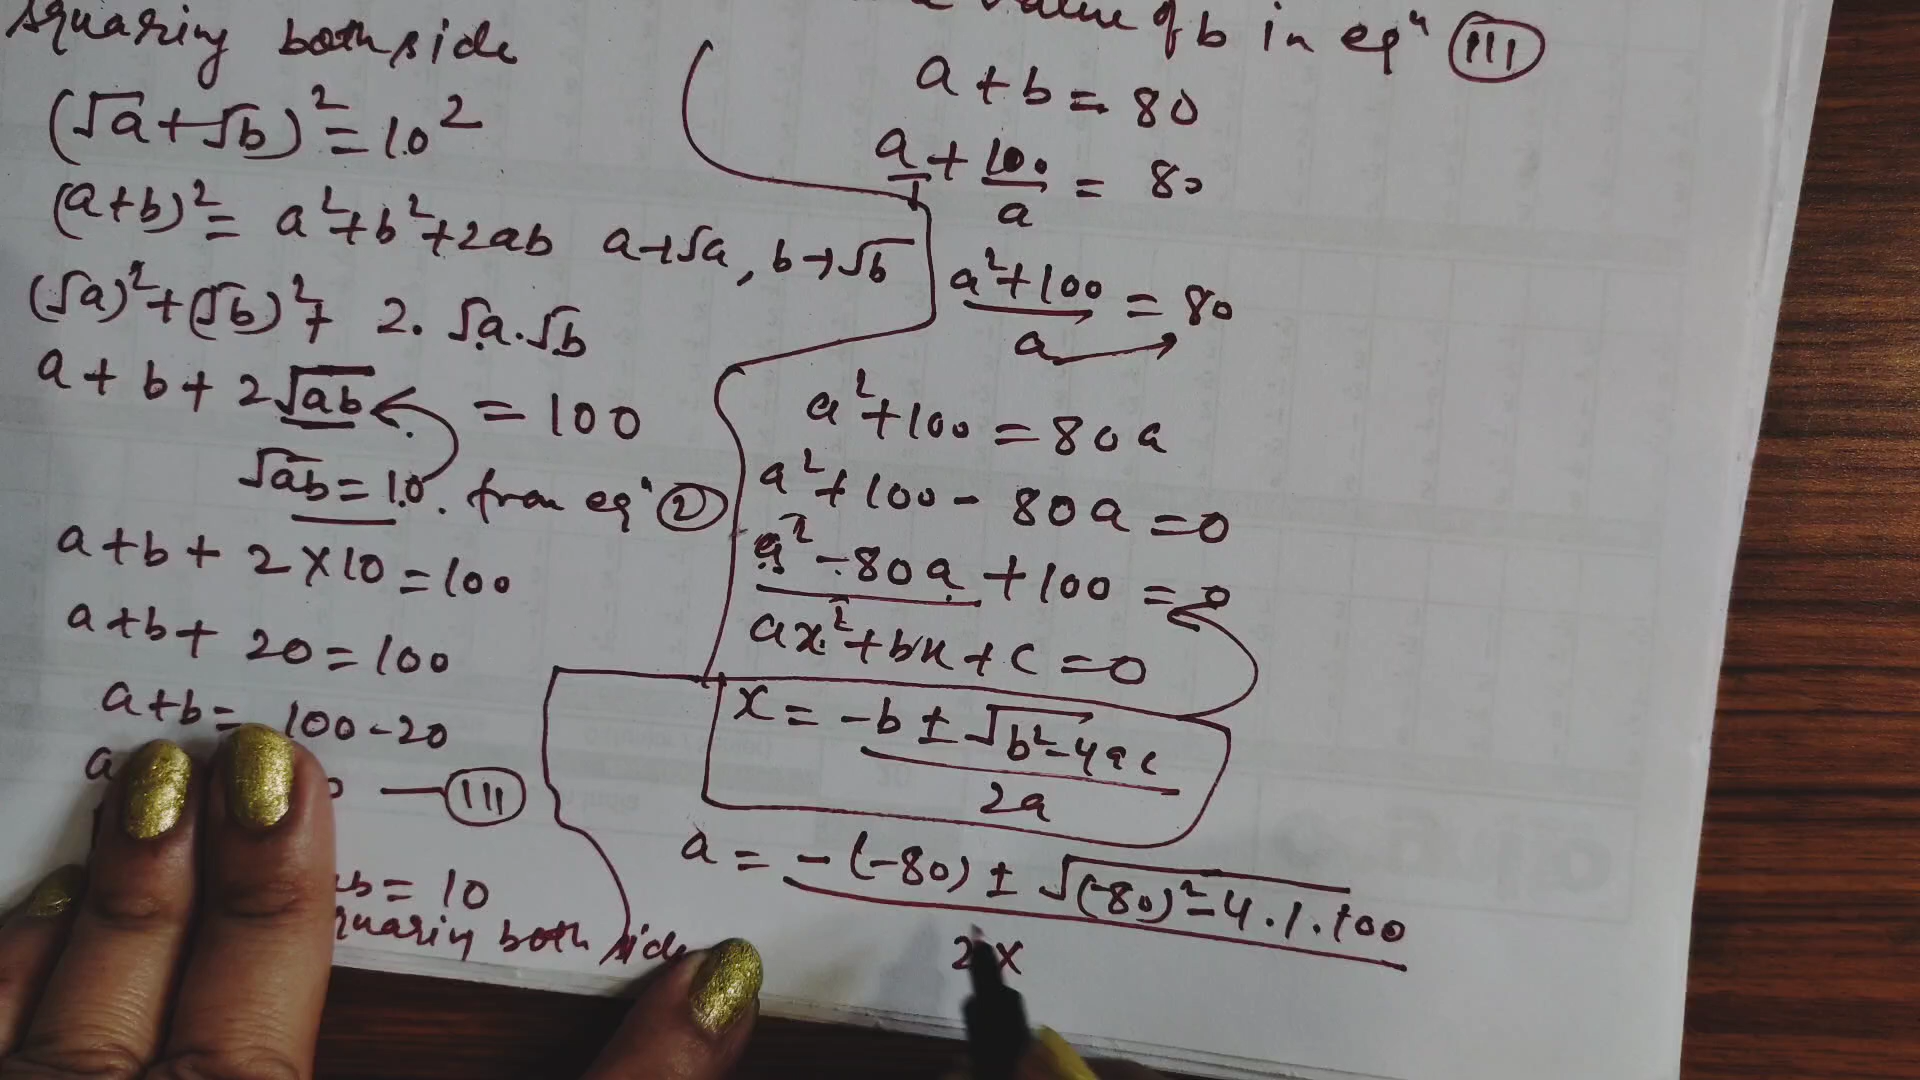 squaring both side
(√a+√b)²=10²
(a+b)²= a²+b²+2ab a→√a, b→√b
(√a)²+(√b)²+ 2. √a.√b
a + b + 2√ab = 100
√ab=10. from eqⁿ ②
a+b+ 2×10=100
a+b+ 20=100
a+b= 100-20
a — III
b= 10
both side
value of b in eqⁿ III
a+b= 80
a/1 + 100/a = 80
a²+100/a = 80
a²+100=80a
a²+100- 80a=0
a²-80a+100=0
ax²+bx+c=0
x= -b±√b²-4ac/2a
a= -(-80)±√(-80)²-4.1.100
2×